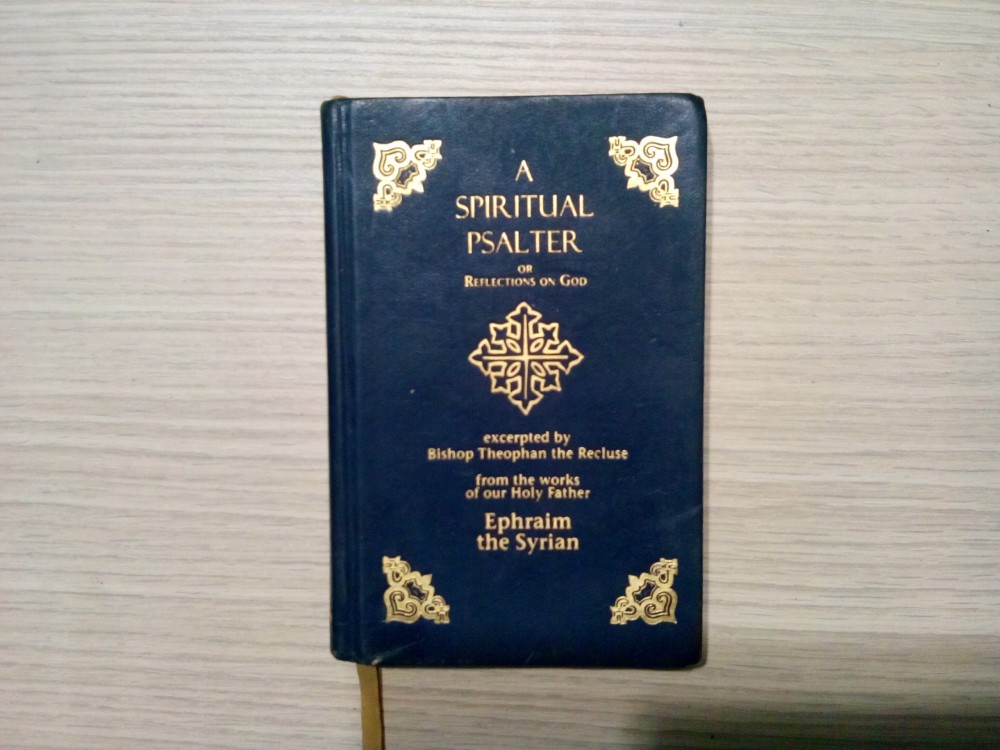 A
SPIRITUAL
PSALTER
OR
REFLECTIONS ON GOD
excerpted by
Bishop Theophan the Recluse
from the works
of our Holy Father
Ephraim
the Syrian